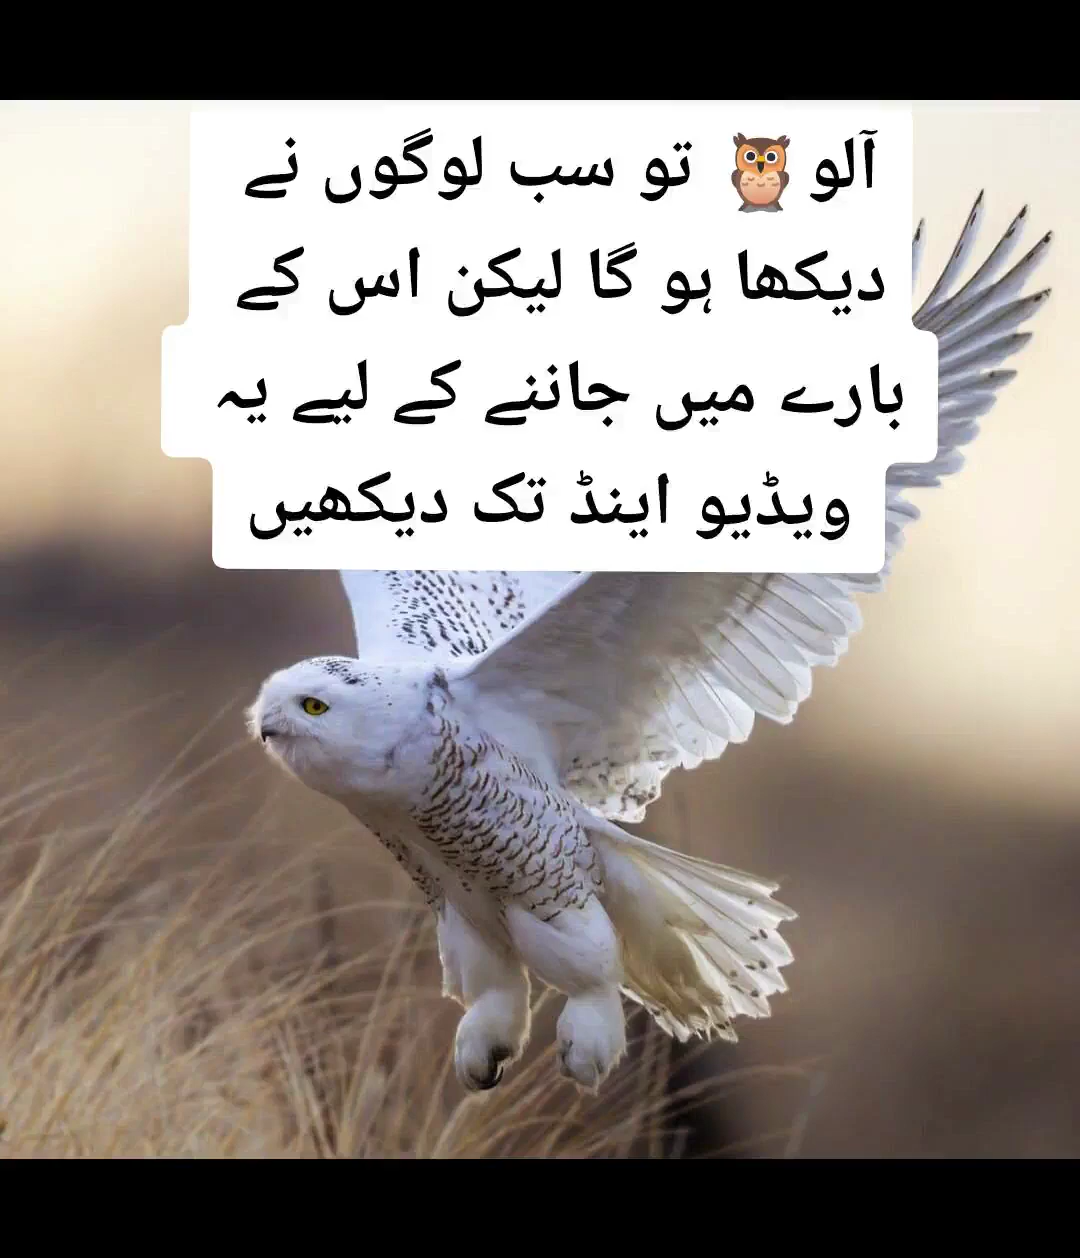 آلو🦉 تو سب لوگوں نے
دیکھا ہو گا لیکن اس کے
بارے میں جاننے کے لیے یہ
ویڈیو اینڈ تک دیکھیں